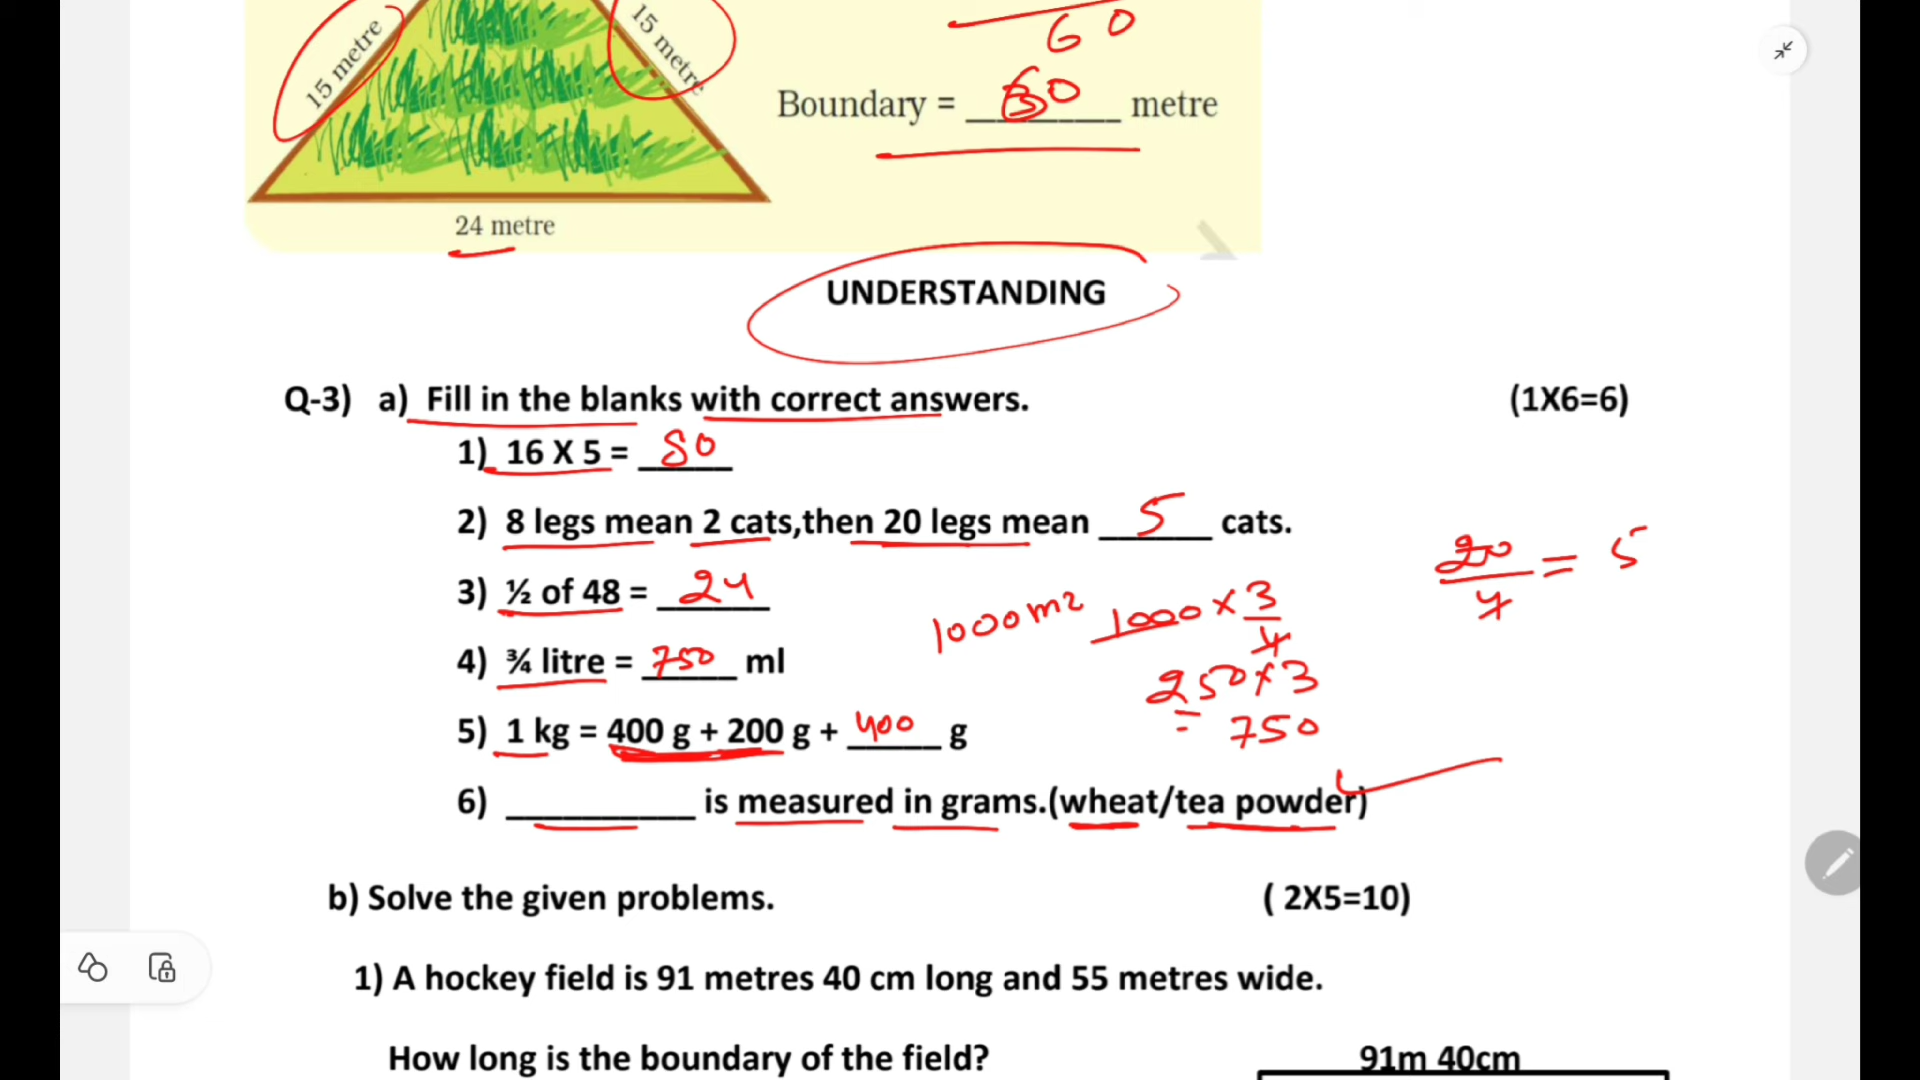 15 metre
15 metre
60
Boundary = 60 metre
24 metre
UNDERSTANDING
Q-3) a) Fill in the blanks with correct answers. (1X6=6)
1) 16 X 5 = 80
2) 8 legs mean 2 cats,then 20 legs mean 5 cats.
20/4 = 5
3) ½ of 48 = 24
1000m2 1000 x 3/4
4) ¾ litre = 750 ml
250 x 3
5) 1 kg = 400 g + 200 g + 400 g
= 750
6) __________ is measured in grams.(wheat/tea powder)
b) Solve the given problems. ( 2X5=10)
1) A hockey field is 91 metres 40 cm long and 55 metres wide.
How long is the boundary of the field?
91m 40cm